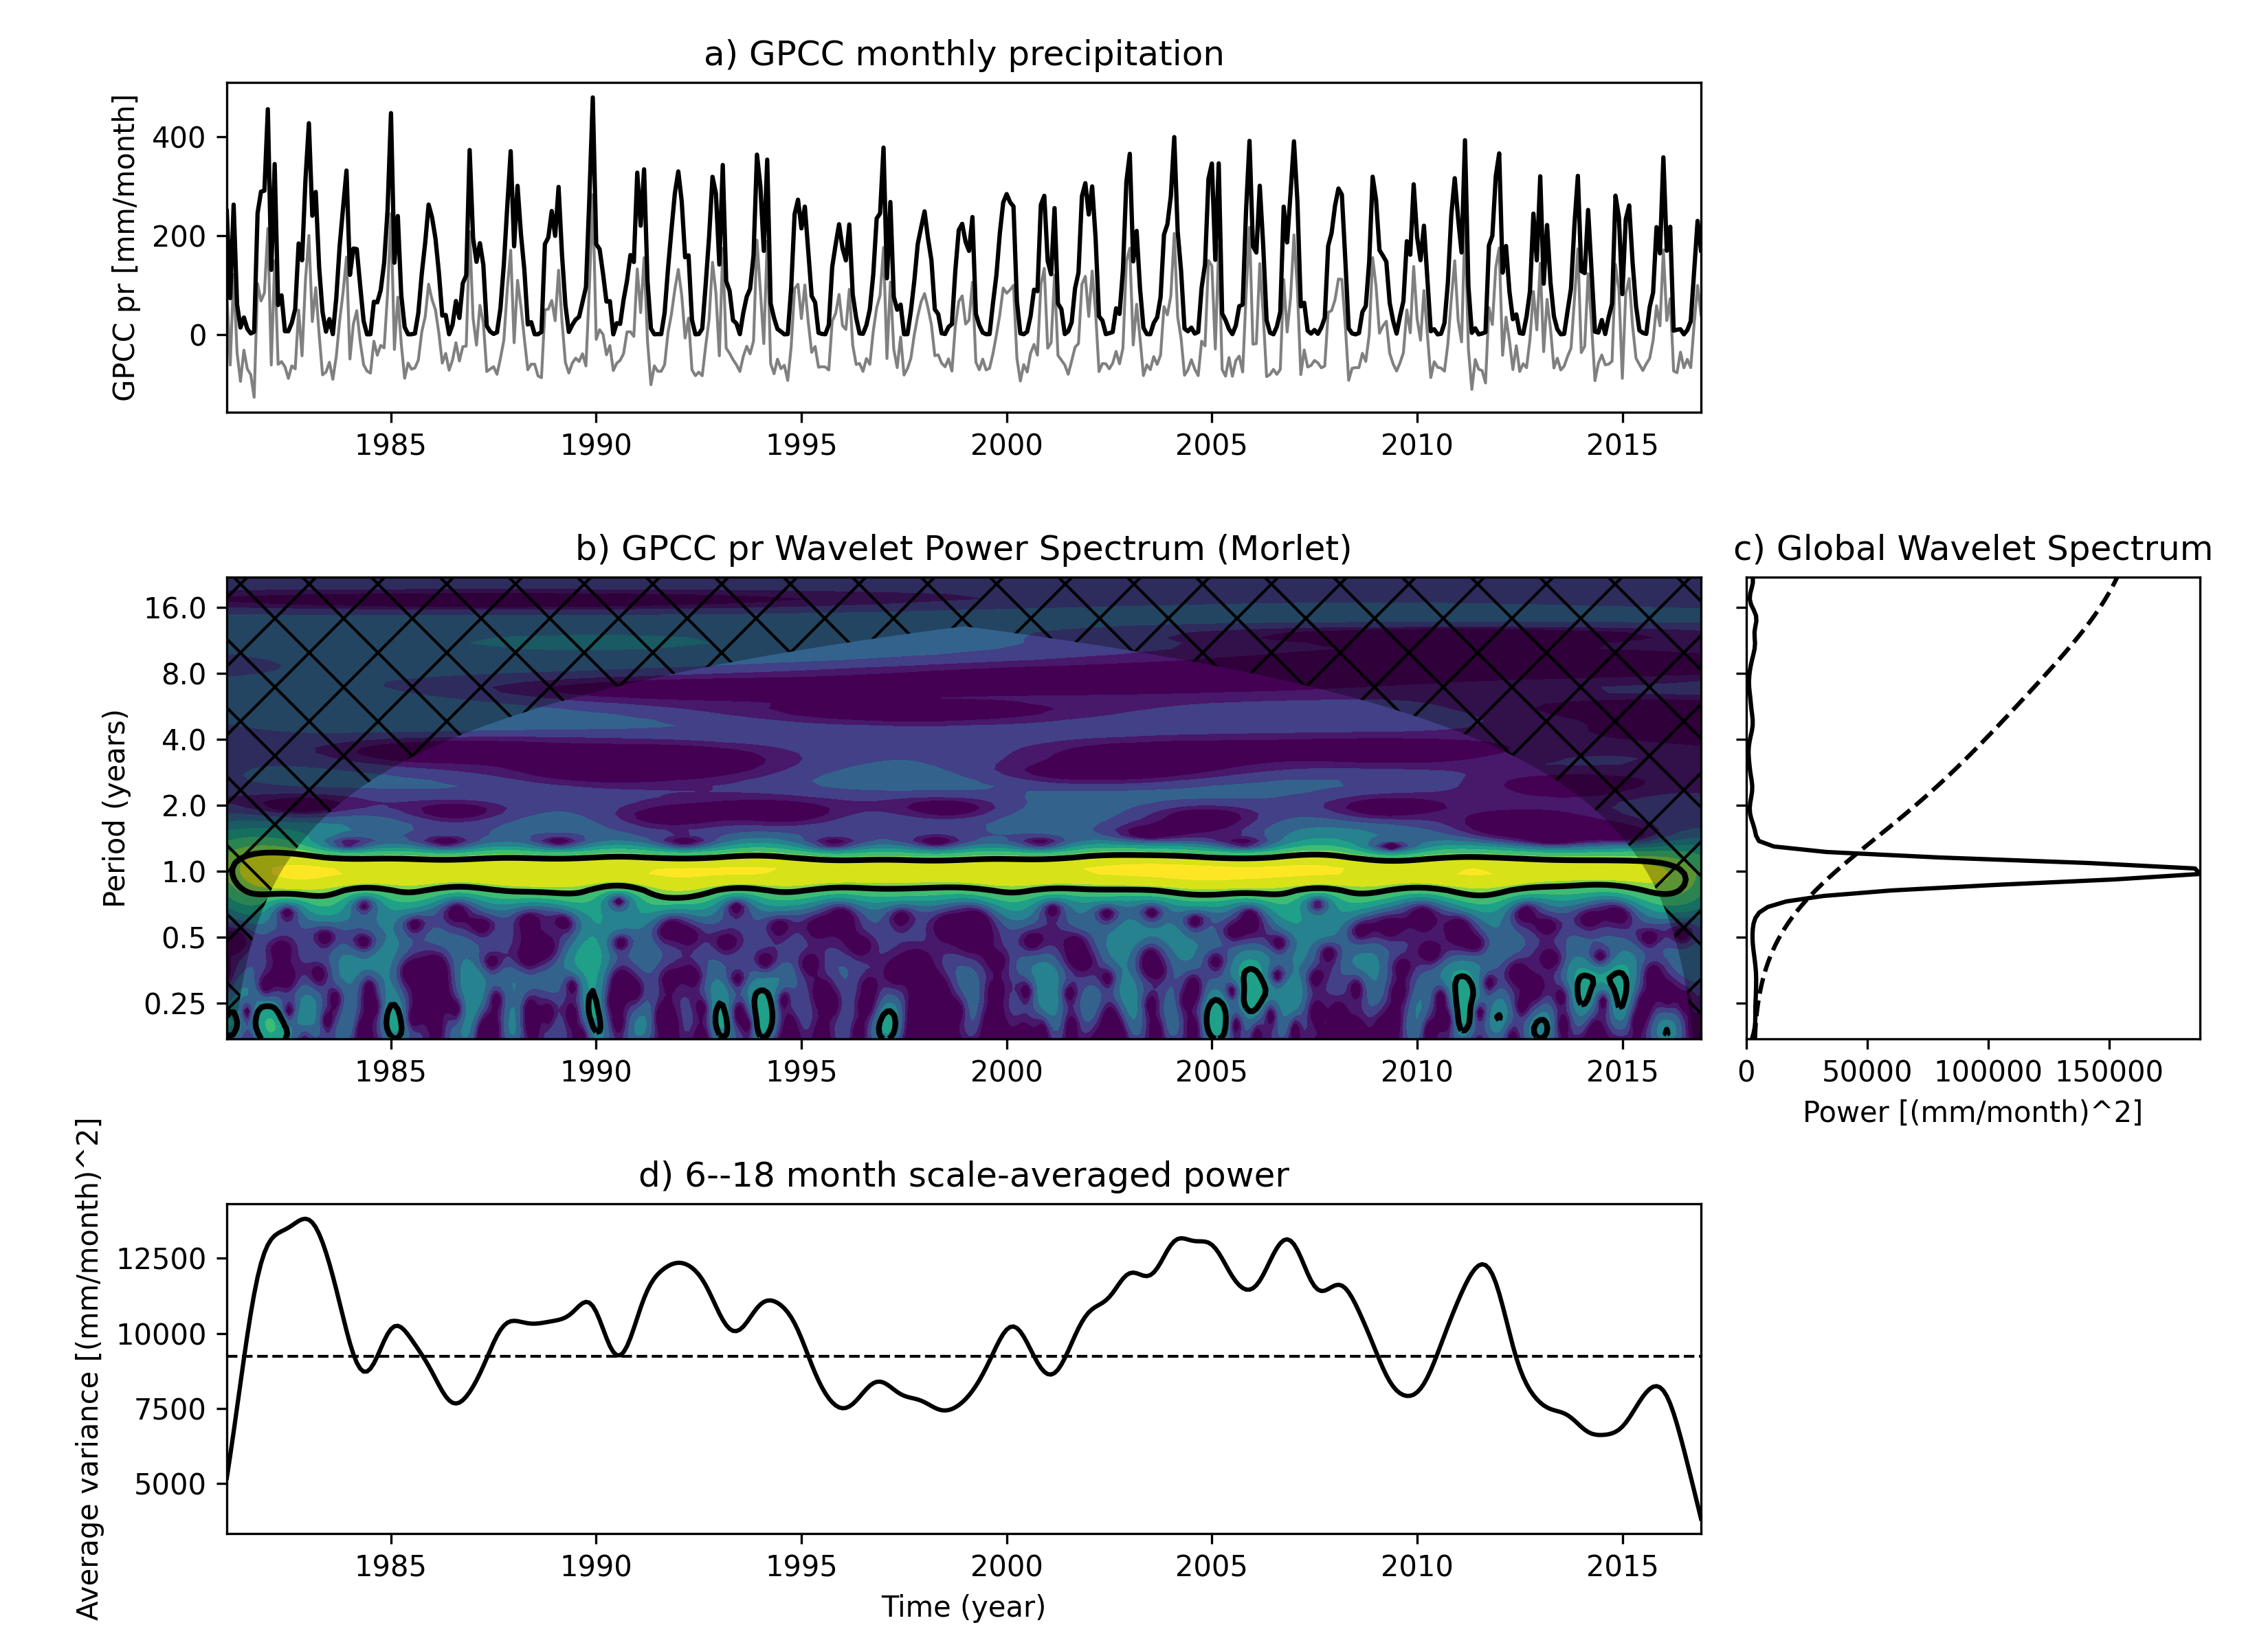 a) GPCC monthly precipitation
GPCC pr [mm/month]
400
200
0
1985 1990 1995 2000 2005 2010 2015
b) GPCC pr Wavelet Power Spectrum (Morlet)
Period (years)
16.0
8.0
4.0
2.0
1.0
0.5
0.25
1985 1990 1995 2000 2005 2010 2015
c) Global Wavelet Spectrum
0 50000 100000 150000
Power [(mm/month)^2]
d) 6--18 month scale-averaged power
Average variance [(mm/month)^2]
12500
10000
7500
5000
1985 1990 1995 2000 2005 2010 2015
Time (year)